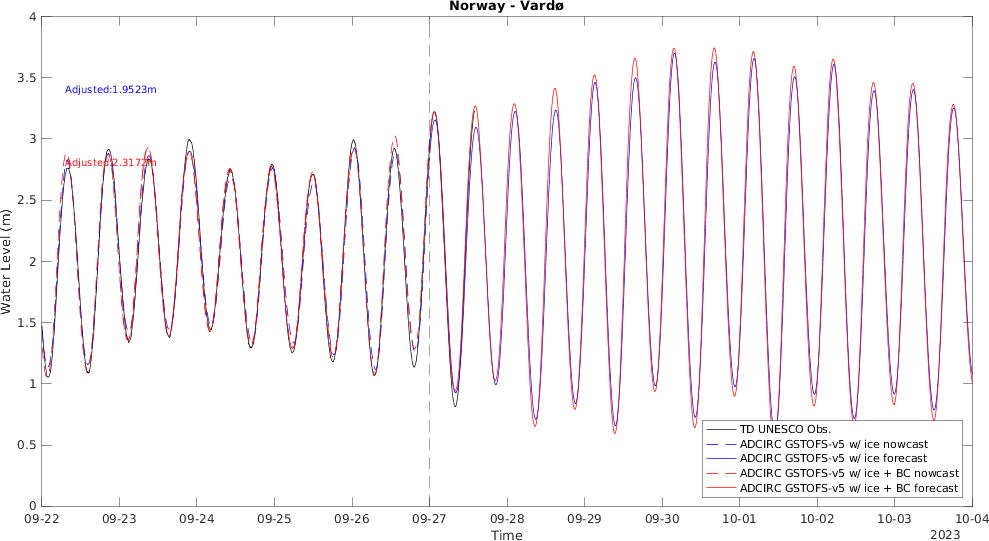 Norway - Vardø
4
3.5
3
2.5
2
1.5
1
0.5
0
Water Level (m)
Adjusted:1.9523m
Adjusted:2.3172m
TD UNESCO Obs.
ADCIRC GSTOFS-v5 w/ ice nowcast
ADCIRC GSTOFS-v5 w/ ice forecast
ADCIRC GSTOFS-v5 w/ ice + BC nowcast
ADCIRC GSTOFS-v5 w/ ice + BC forecast
09-22 09-23 09-24 09-25 09-26 09-27 09-28 09-29 09-30 10-01 10-02 10-03 10-04
Time
2023